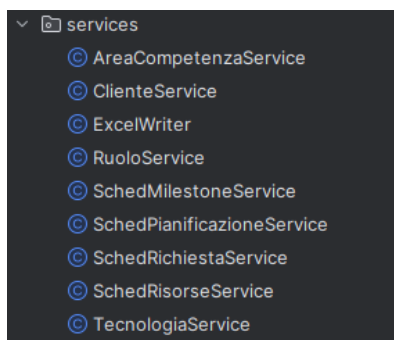 services
AreaCompetenzaService
ClienteService
ExcelWriter
RuoloService
SchedMilestoneService
SchedPianificazioneService
SchedRichiestaService
SchedRisorseService
TecnologiaService